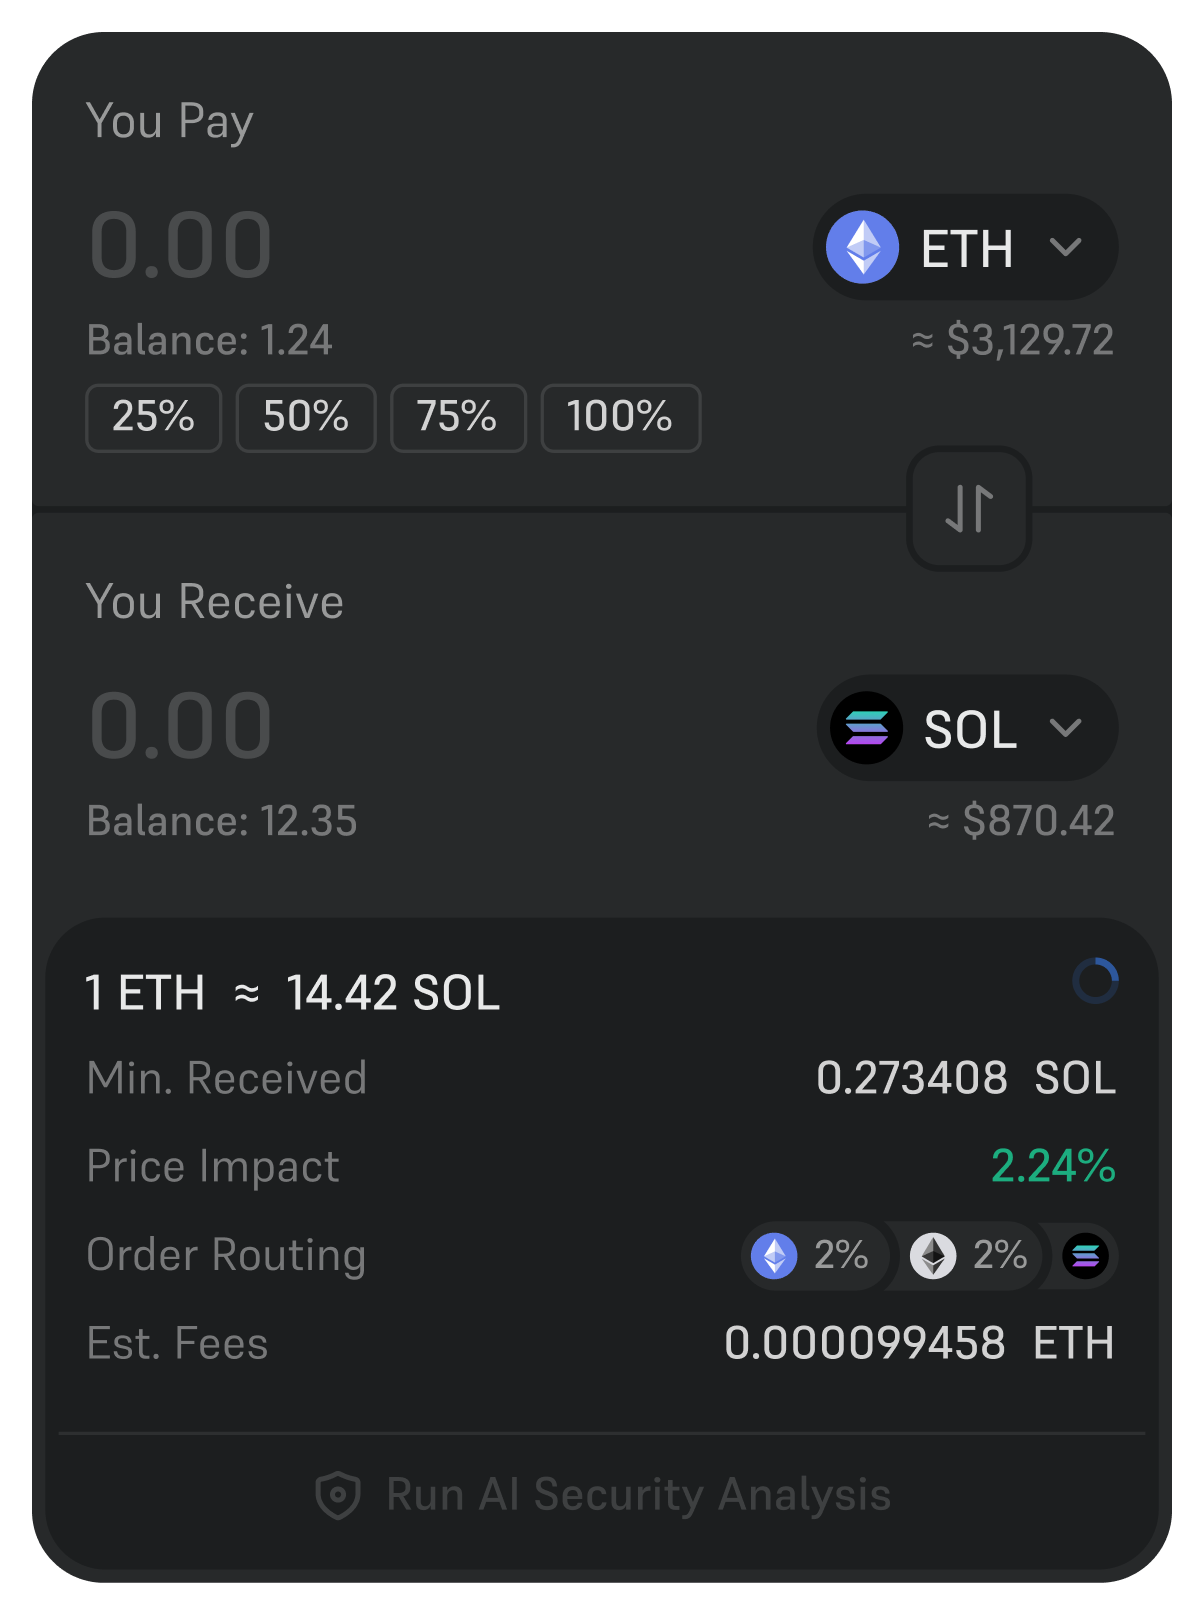 You Pay
0.00 ETH
Balance: 1.24 ≈ $3,129.72
25% 50% 75% 100%
You Receive
0.00 SOL
Balance: 12.35 ≈ $870.42
1 ETH ≈ 14.42 SOL
Min. Received 0.273408 SOL
Price Impact 2.24%
Order Routing 2% 2%
Est. Fees 0.000099458 ETH
Run AI Security Analysis